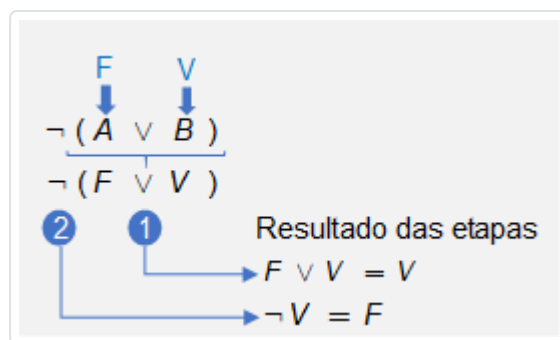 F V
¬ ( A ∨ B )
¬ ( F ∨ V )
2 1 Resultado das etapas
F ∨ V = V
¬ V = F